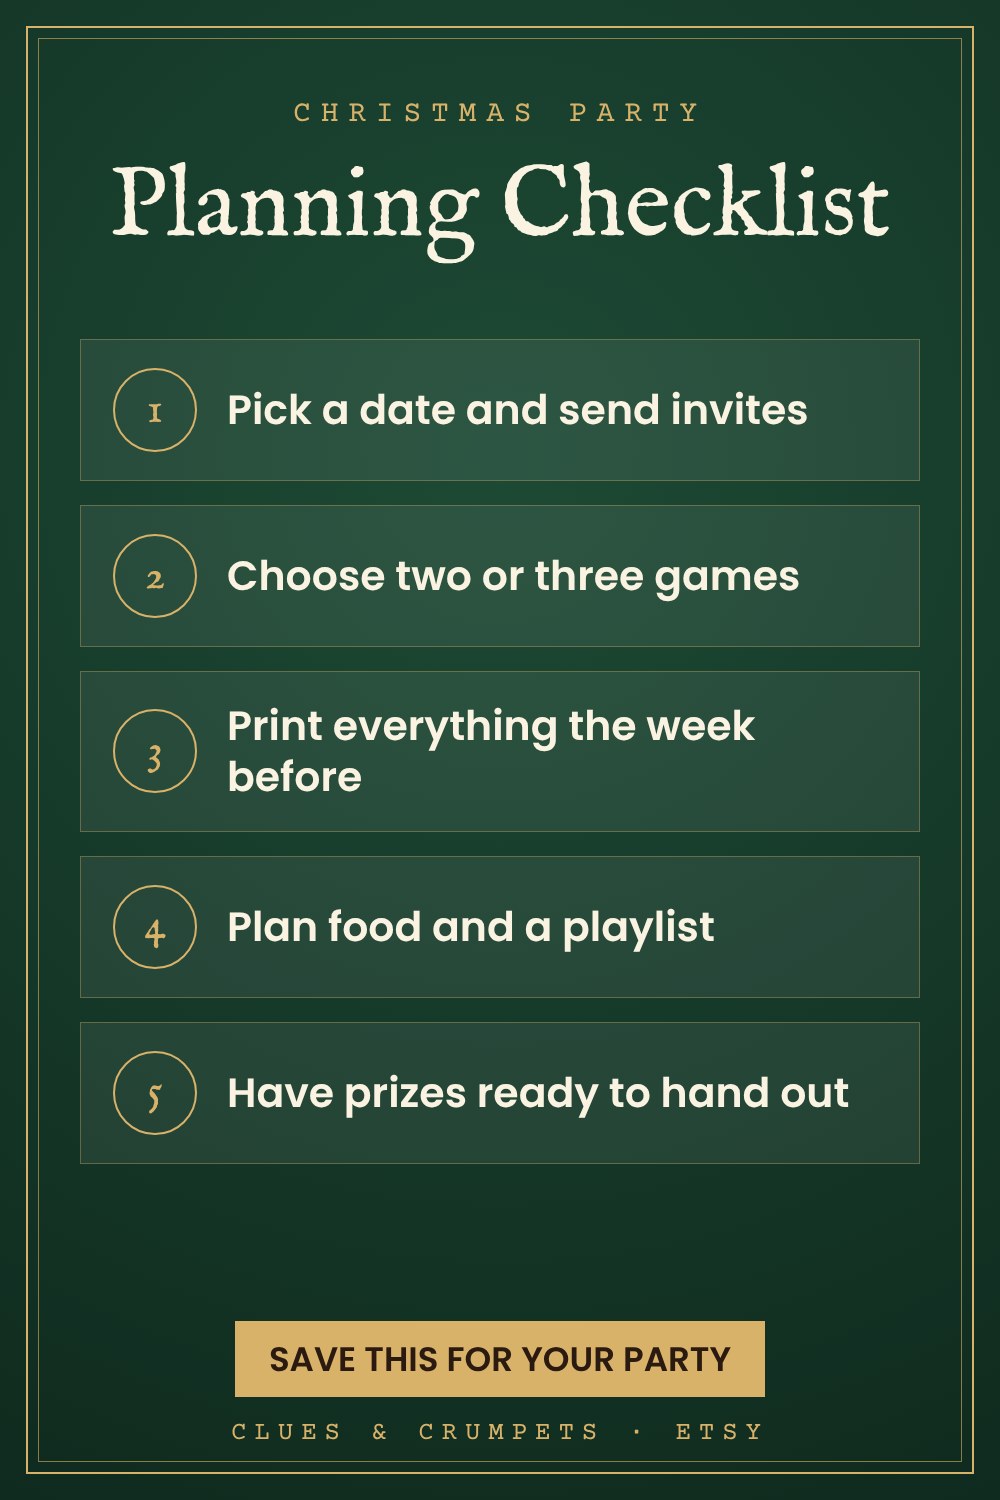 CHRISTMAS PARTY
Planning Checklist
1
Pick a date and send invites
2
Choose two or three games
3
Print everything the week
before
4
Plan food and a playlist
5
Have prizes ready to hand out
SAVE THIS FOR YOUR PARTY
CLUES & CRUMPETS · ETSY